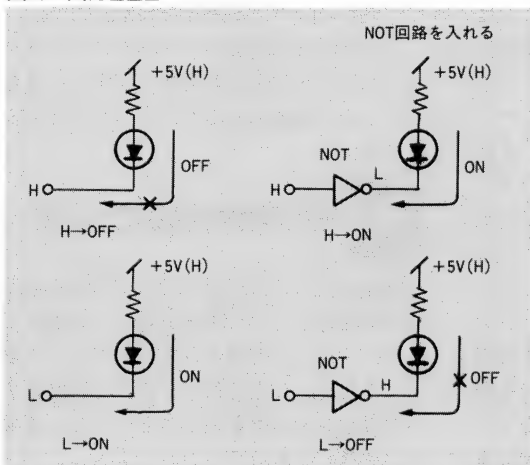 NOT回路を入れる
+5V(H)
OFF
H
H→OFF
+5V(H)
NOT
L
ON
H
H→ON
+5V(H)
ON
L
L→ON
+5V(H)
NOT
H
OFF
L
L→OFF